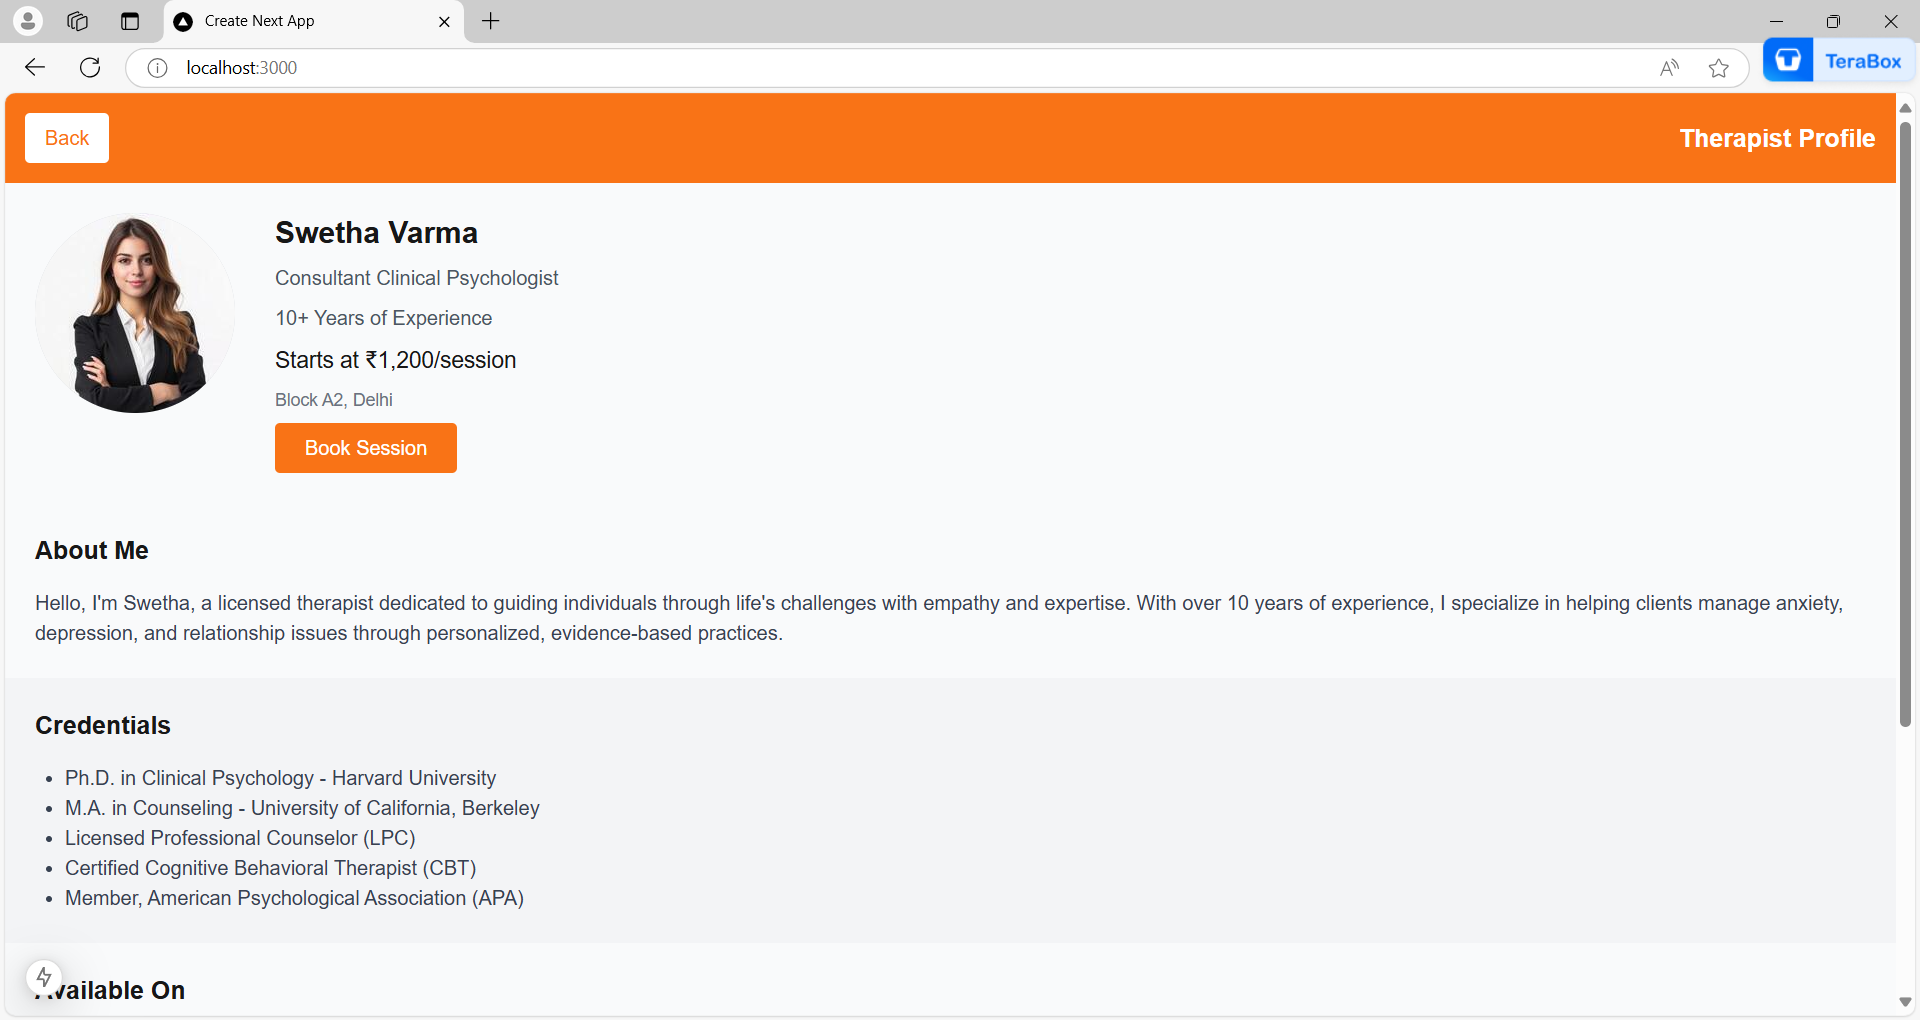 Create Next App
localhost:3000
TeraBox
Back
Therapist Profile
Swetha Varma
Consultant Clinical Psychologist
10+ Years of Experience
Starts at ₹1,200/session
Block A2, Delhi
Book Session
About Me
Hello, I'm Swetha, a licensed therapist dedicated to guiding individuals through life's challenges with empathy and expertise. With over 10 years of experience, I specialize in helping clients manage anxiety,
depression, and relationship issues through personalized, evidence-based practices.
Credentials
• Ph.D. in Clinical Psychology - Harvard University
• M.A. in Counseling - University of California, Berkeley
• Licensed Professional Counselor (LPC)
• Certified Cognitive Behavioral Therapist (CBT)
• Member, American Psychological Association (APA)
Available On